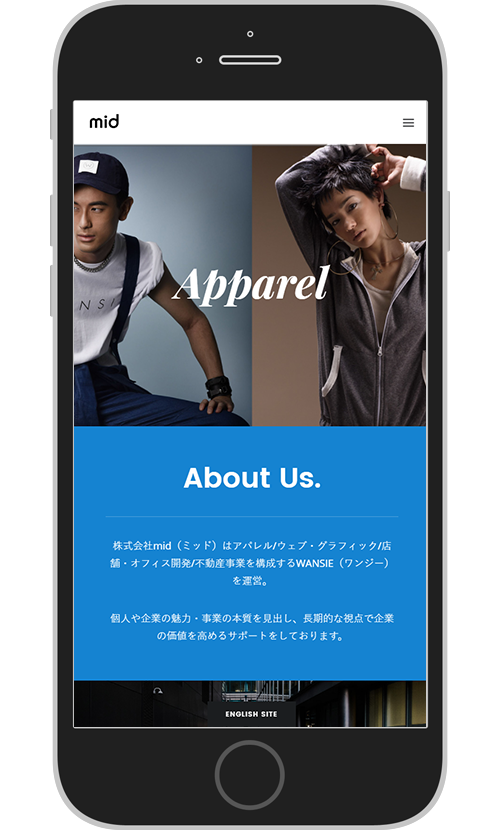 mid
NSI
Apparel
About Us.
株式会社mid（ミッド）はアパレル/ウェブ・グラフィック/店
舗・オフィス開発/不動産事業を構成するWANSIE（ワンジー）
を運営。
個人や企業の魅力・事業の本質を見出し、長期的な視点で企業
の価値を高めるサポートをしております。
ENGLISH SITE